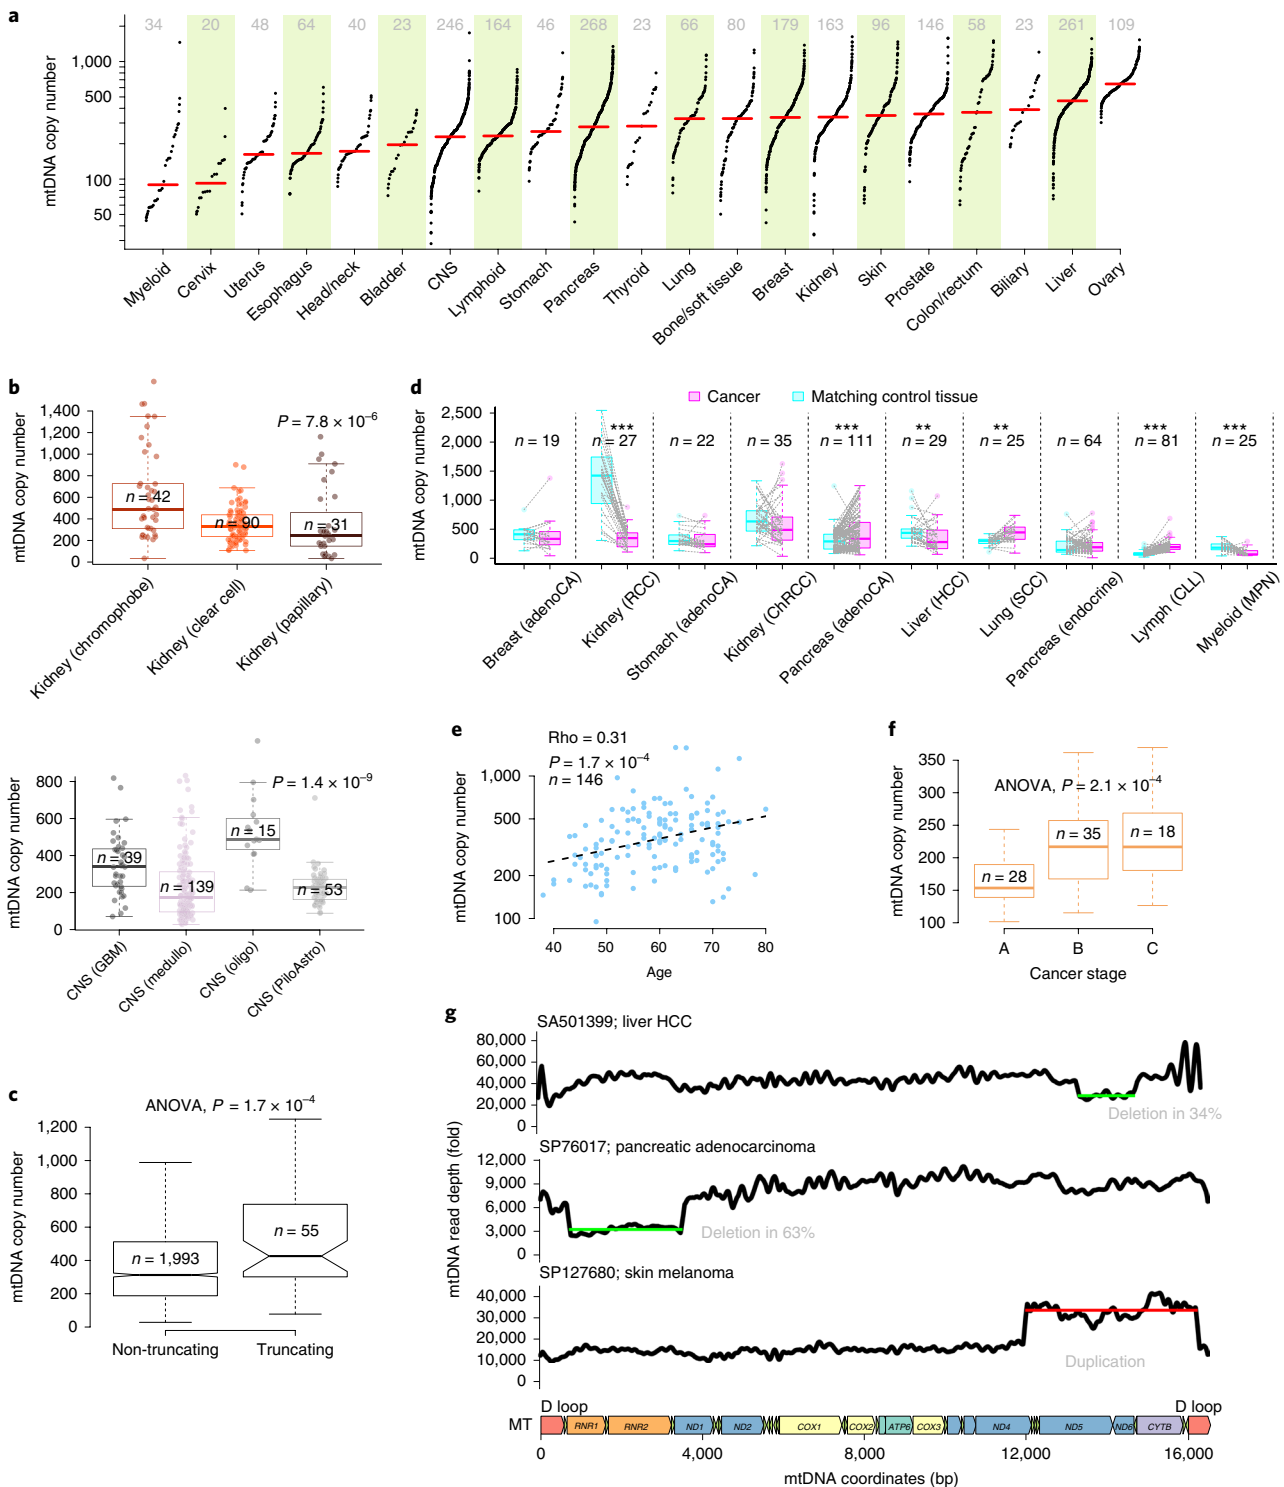 a
34 20 48 64 40 23 246 164 46 268 23 66 80 179 163 96 146 58 23 261 109
mtDNA copy number
1,000
500
100
50
Myeloid
Cervix
Uterus
Esophagus
Head/neck
Bladder
CNS
Lymphoid
Stomach
Pancreas
Thyroid
Lung
Bone/soft tissue
Breast
Kidney
Skin
Prostate
Colon/rectum
Biliary
Liver
Ovary
b
mtDNA copy number
1,400
1,200
1,000
800
600
400
200
0
P = 7.8 × 10⁻⁶
n = 42
n = 90
n = 31
Kidney (chromophobe)
Kidney (clear cell)
Kidney (papillary)
mtDNA copy number
800
600
400
200
0
P = 1.4 × 10⁻⁹
n = 39
n = 139
n = 15
n = 53
CNS (GBM)
CNS (medullo)
CNS (oligo)
CNS (PiloAstro)
c
ANOVA, P = 1.7 × 10⁻⁴
mtDNA copy number
1,200
1,000
800
600
400
200
0
n = 1,993
n = 55
Non-truncating
Truncating
d
Cancer
Matching control tissue
mtDNA copy number
2,500
2,000
1,500
1,000
500
0
*** *** ** ** *** ***
n = 19 n = 27 n = 22 n = 35 n = 111 n = 29 n = 25 n = 64 n = 81 n = 25
Breast (adenoCA)
Kidney (RCC)
Stomach (adenoCA)
Kidney (ChRCC)
Pancreas (adenoCA)
Liver (HCC)
Lung (SCC)
Pancreas (endocrine)
Lymph (CLL)
Myeloid (MPN)
e
Rho = 0.31
P = 1.7 × 10⁻⁴
n = 146
mtDNA copy number
1,000
500
200
100
40 50 60 70 80
Age
f
ANOVA, P = 2.1 × 10⁻⁴
mtDNA copy number
350
300
250
200
150
100
n = 28
n = 35
n = 18
A B C
Cancer stage
g
mtDNA read depth (fold)
SA501399; liver HCC
80,000
60,000
40,000
20,000
0
Deletion in 34%
SP76017; pancreatic adenocarcinoma
12,000
9,000
6,000
3,000
0
Deletion in 63%
SP127680; skin melanoma
40,000
30,000
20,000
10,000
0
Duplication
D loop D loop
MT RNR1 RNR2 ND1 ND2 COX1 COX2 ATP6 COX3 ND4 ND5 ND6 CYTB
0 4,000 8,000 12,000 16,000
mtDNA coordinates (bp)